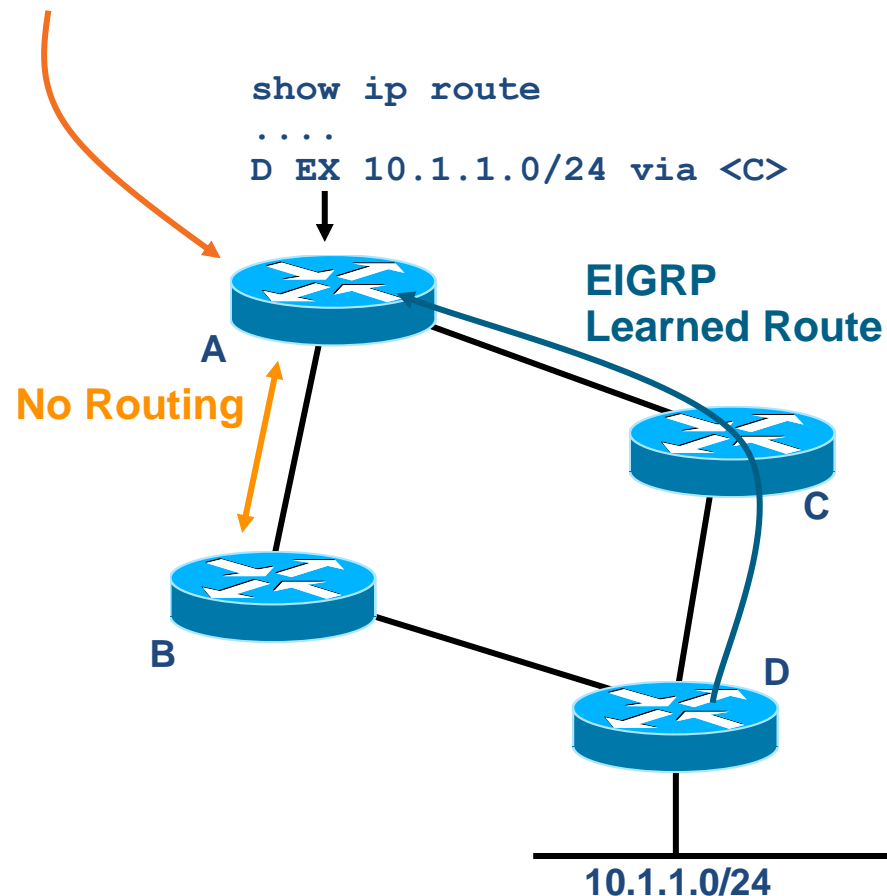 show ip route
....
D EX 10.1.1.0/24 via <C>
EIGRP
Learned Route
A
No Routing
C
B
D
10.1.1.0/24